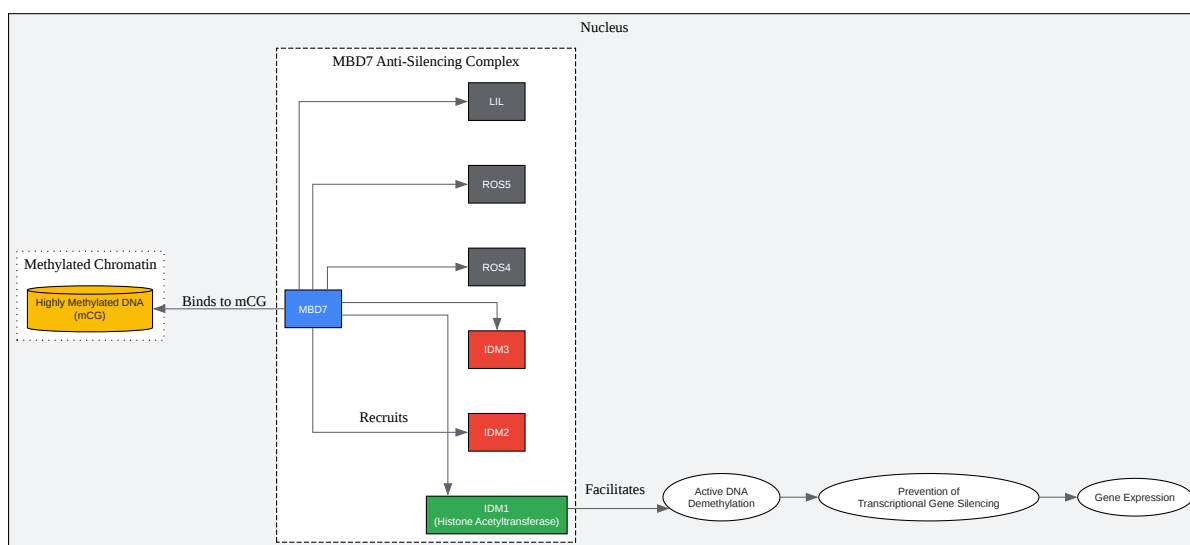 Nucleus
MBD7 Anti-Silencing Complex
LIL
ROS5
ROS4
Methylated Chromatin
Highly Methylated DNA
(mCG)
Binds to mCG
MBD7
IDM3
Recruits
IDM2
IDM1
(Histone Acetyltransferase)
Facilitates
Active DNA
Demethylation
Prevention of
Transcriptional Gene Silencing
Gene Expression